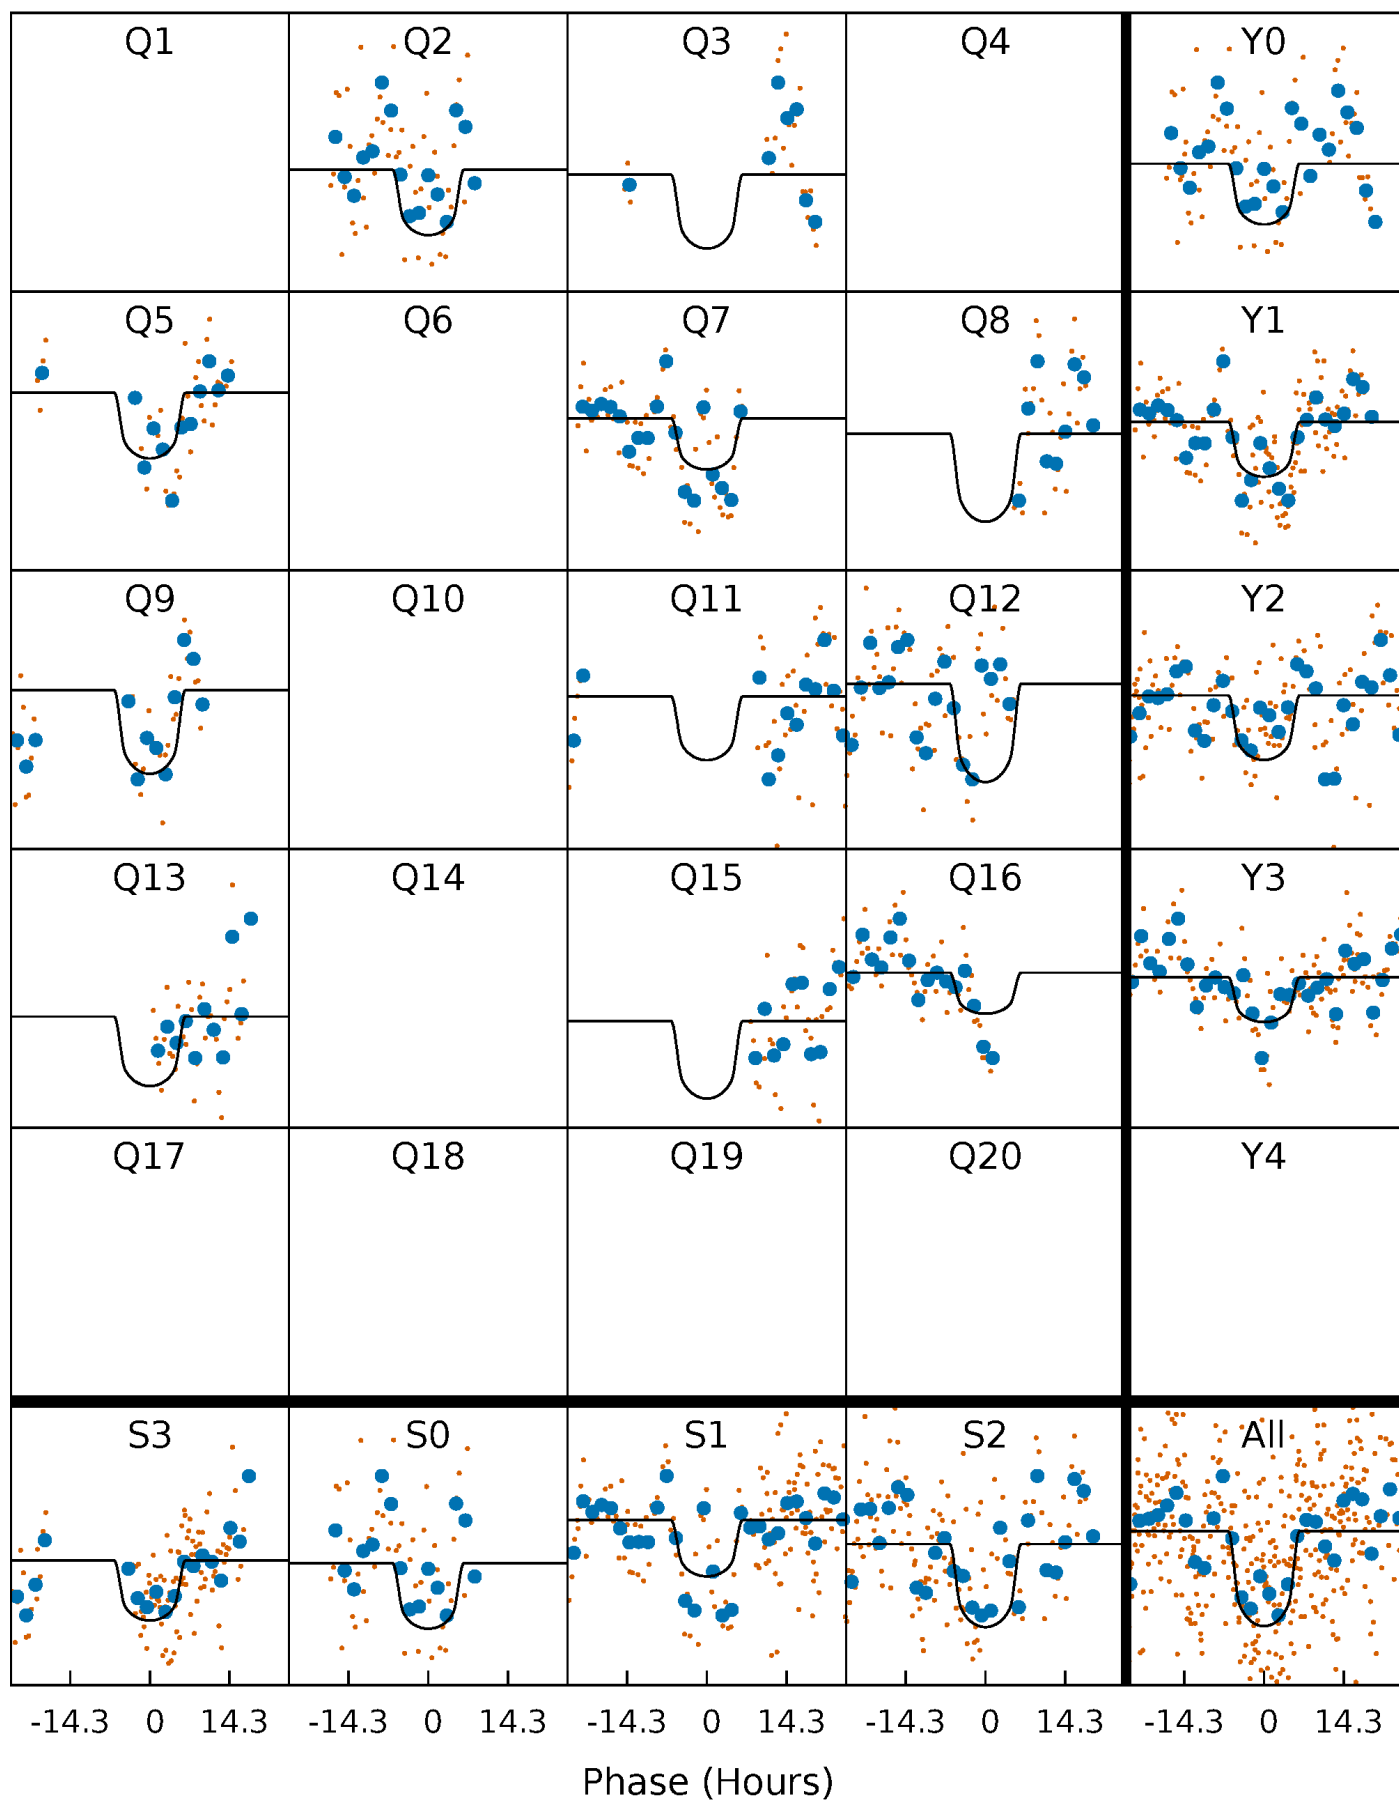 Q1 Q2 Q3 Q4 Y0
Q5 Q6 Q7 Q8 Y1
Q9 Q10 Q11 Q12 Y2
Q13 Q14 Q15 Q16 Y3
Q17 Q18 Q19 Q20 Y4
S3 S0 S1 S2 All
-14.3 0 14.3 -14.3 0 14.3 -14.3 0 14.3 -14.3 0 14.3 -14.3 0 14.3
Phase (Hours)